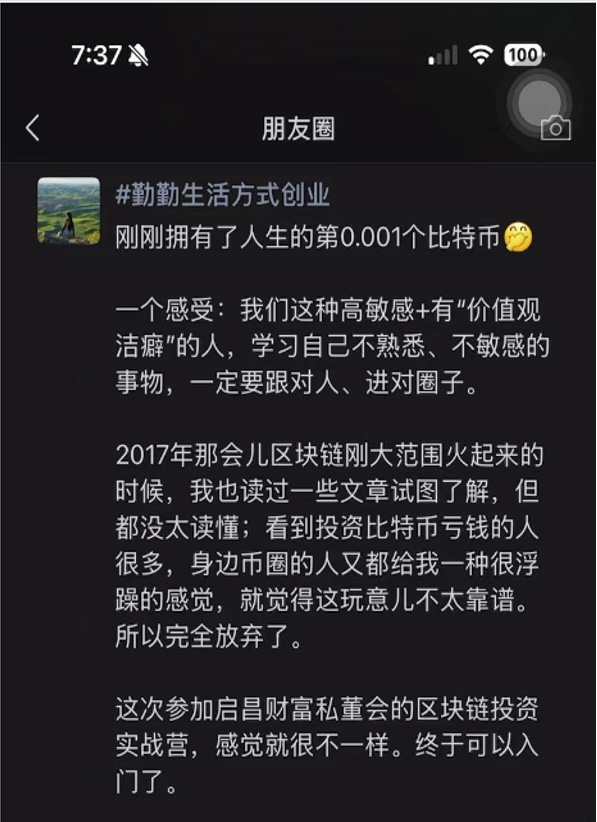 7:37
100
朋友圈
#勤勤生活方式创业
刚刚拥有了人生的第0.001个比特币🤭
一个感受：我们这种高敏感+有“价值观
洁癖”的人，学习自己不熟悉、不敏感的
事物，一定要跟对人、进对圈子。
2017年那会儿区块链刚大范围火起来的
时候，我也读过一些文章试图了解，但
都没太读懂；看到投资比特币亏钱的人
很多，身边币圈的人又都给我一种很浮
躁的感觉，就觉得这玩意儿不太靠谱。
所以完全放弃了。
这次参加启昌财富私董会的区块链投资
实战营，感觉就很不一样。终于可以入
门了。